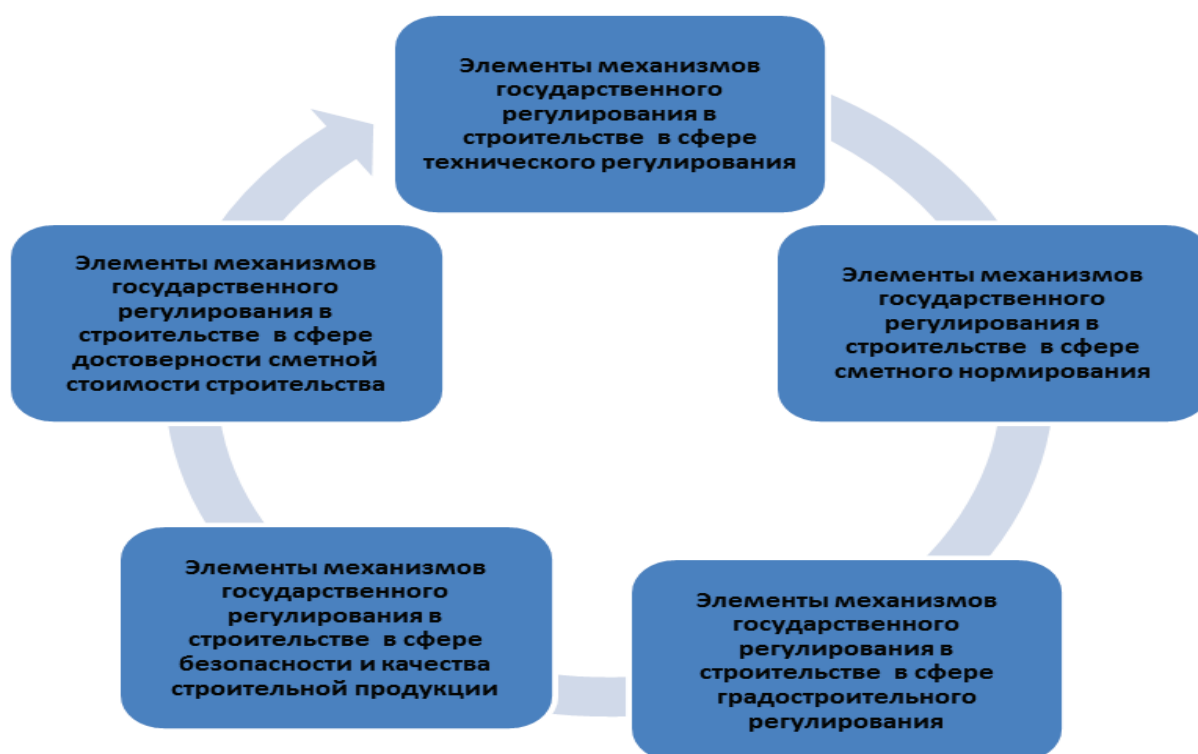 Элементы механизмов
государственного
регулирования в
строительстве в сфере
технического регулирования
Элементы механизмов
государственного
регулирования в
строительстве в сфере
сметного нормирования
Элементы механизмов
государственного
регулирования в
строительстве в сфере
градостроительного
регулирования
Элементы механизмов
государственного
регулирования в
строительстве в сфере
безопасности и качества
строительной продукции
Элементы механизмов
государственного
регулирования в
строительстве в сфере
достоверности сметной
стоимости строительства